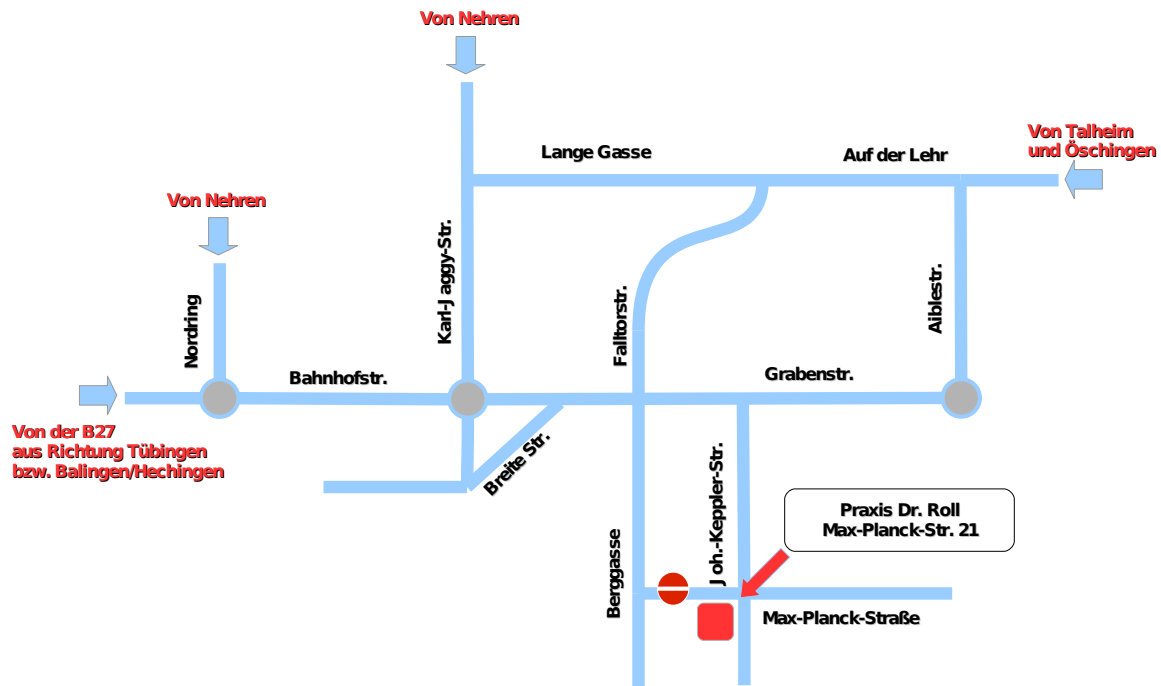 Von Nehren
Von Talheim
und Öschingen
Lange Gasse
Auf der Lehr
Von Nehren
Karl-Jaggy-Str.
Nordring
Falltorstr.
Aiblestr.
Bahnhofstr.
Grabenstr.
Von der B27
aus Richtung Tübingen
bzw. Balingen/Hechingen
Breite Str.
Joh.-Keppler-Str.
Praxis Dr. Roll
Max-Planck-Str. 21
Berggasse
Max-Planck-Straße